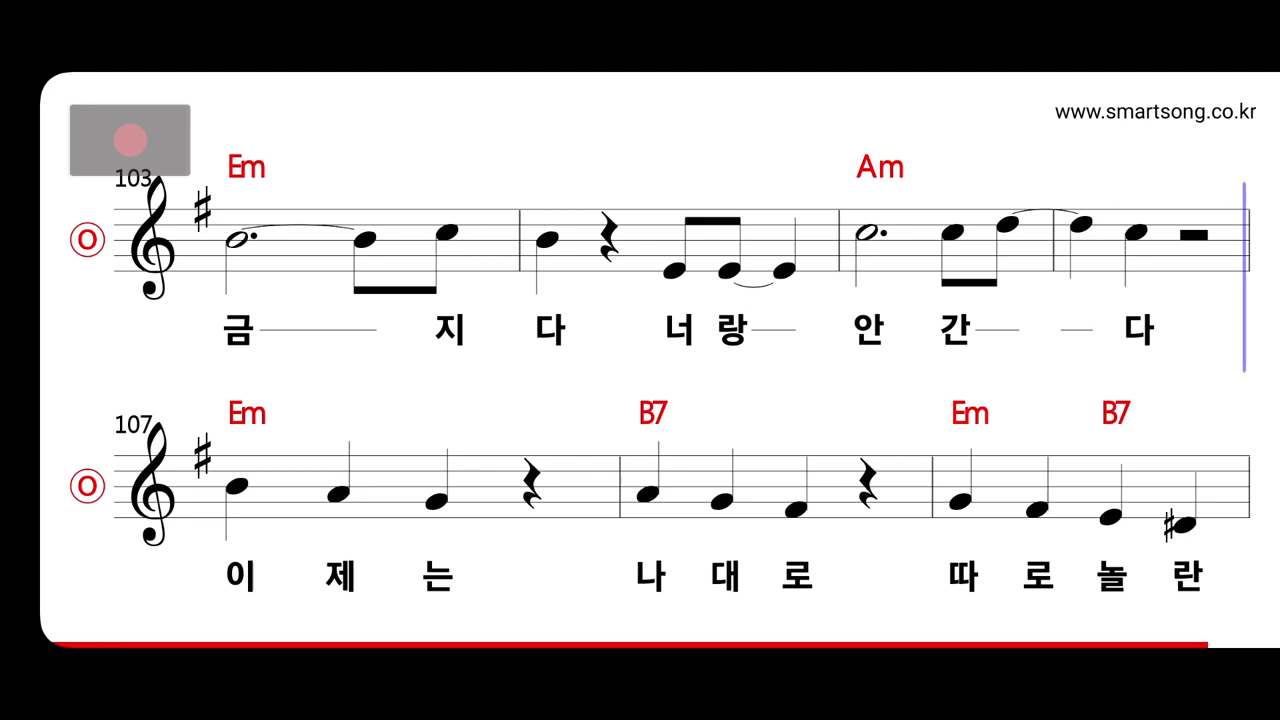 www.smartsong.co.kr
Em Am
103
O
금 지 다 너 랑 안 간 다
Em B7 Em B7
107
O
이 제 는 나 대 로 따 로 놀 란